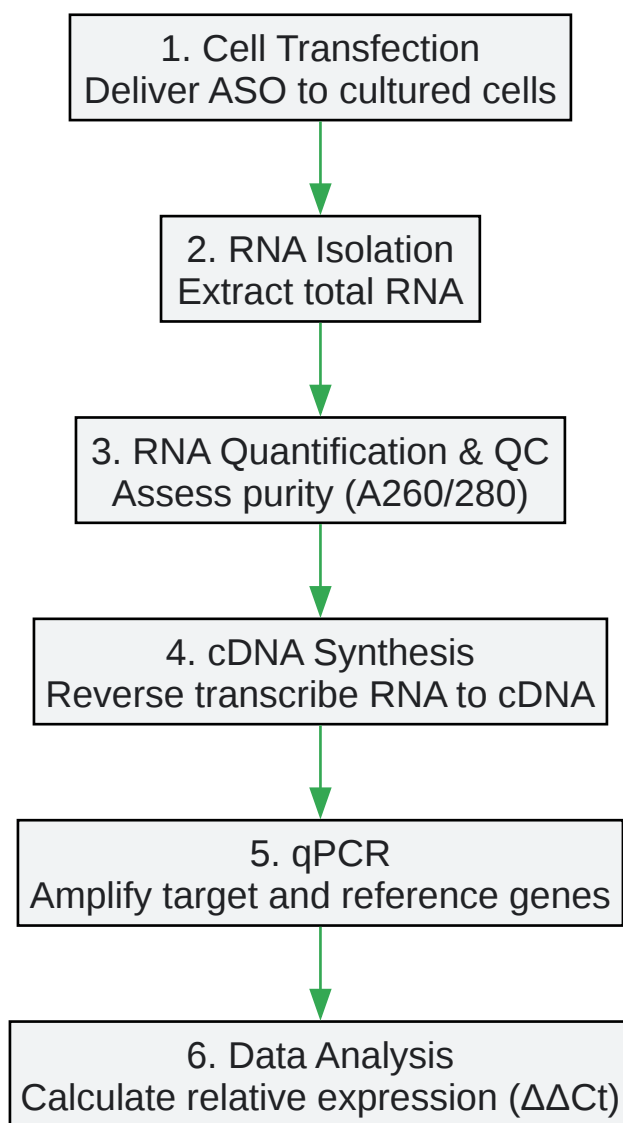 1. Cell Transfection
Deliver ASO to cultured cells
2. RNA Isolation
Extract total RNA
3. RNA Quantification & QC
Assess purity (A260/280)
4. cDNA Synthesis
Reverse transcribe RNA to cDNA
5. qPCR
Amplify target and reference genes
6. Data Analysis
Calculate relative expression (ΔΔCt)